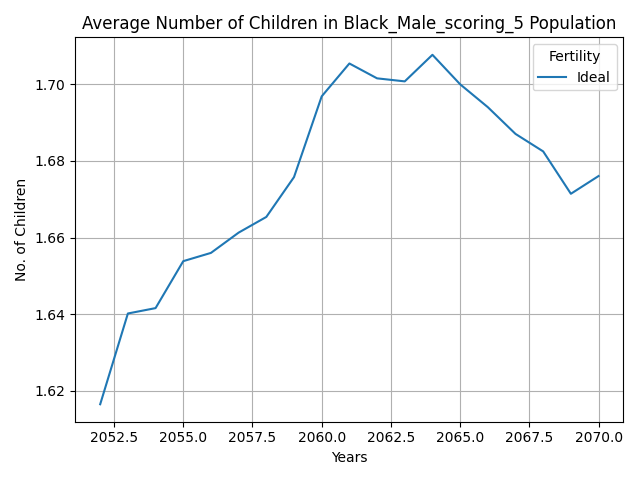 Average Number of Children in Black_Male_scoring_5 Population
Fertility
Ideal
1.70
1.68
1.66
1.64
1.62
No. of Children
2052.5 2055.0 2057.5 2060.0 2062.5 2065.0 2067.5 2070.0
Years